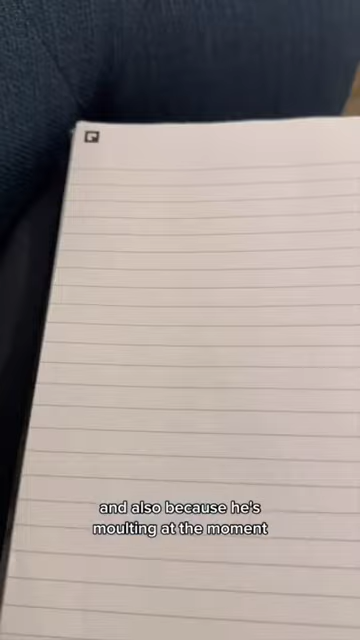 and also because he's
moulting at the moment